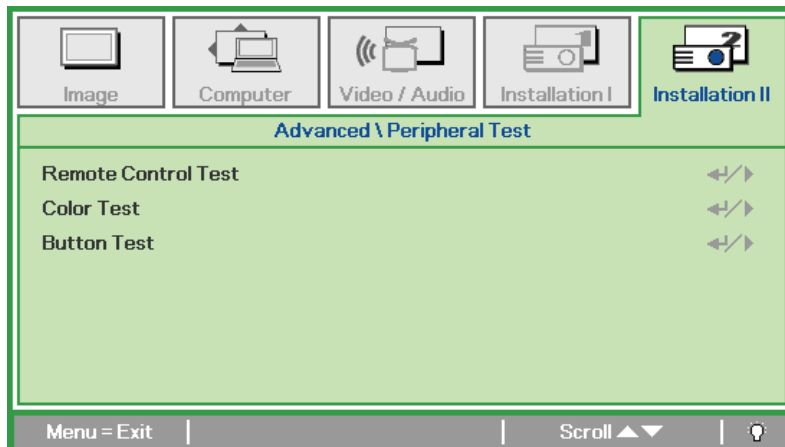 Image
Computer
Video / Audio
Installation I
Installation II
Advanced \ Peripheral Test
Remote Control Test
Color Test
Button Test
Menu = Exit
Scroll ▲▼